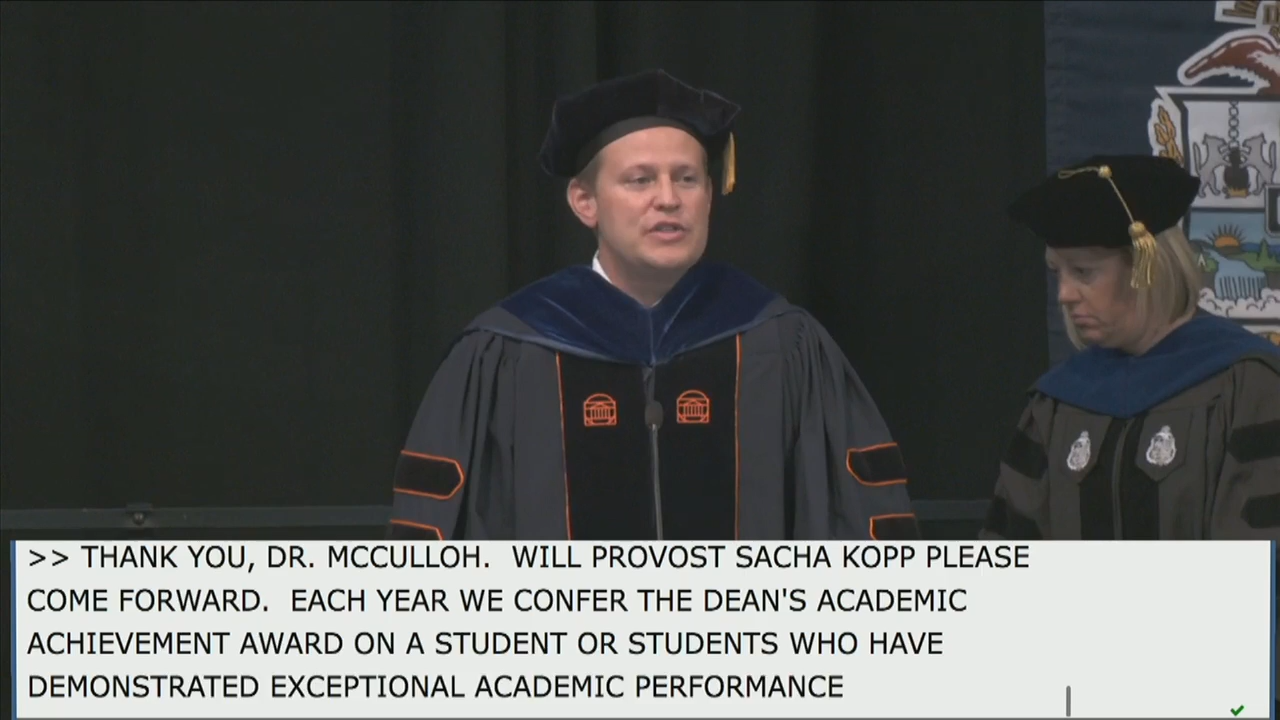 >> THANK YOU, DR. MCCULLOH.  WILL PROVOST SACHA KOPP PLEASE
COME FORWARD.  EACH YEAR WE CONFER THE DEAN'S ACADEMIC
ACHIEVEMENT AWARD ON A STUDENT OR STUDENTS WHO HAVE
DEMONSTRATED EXCEPTIONAL ACADEMIC PERFORMANCE